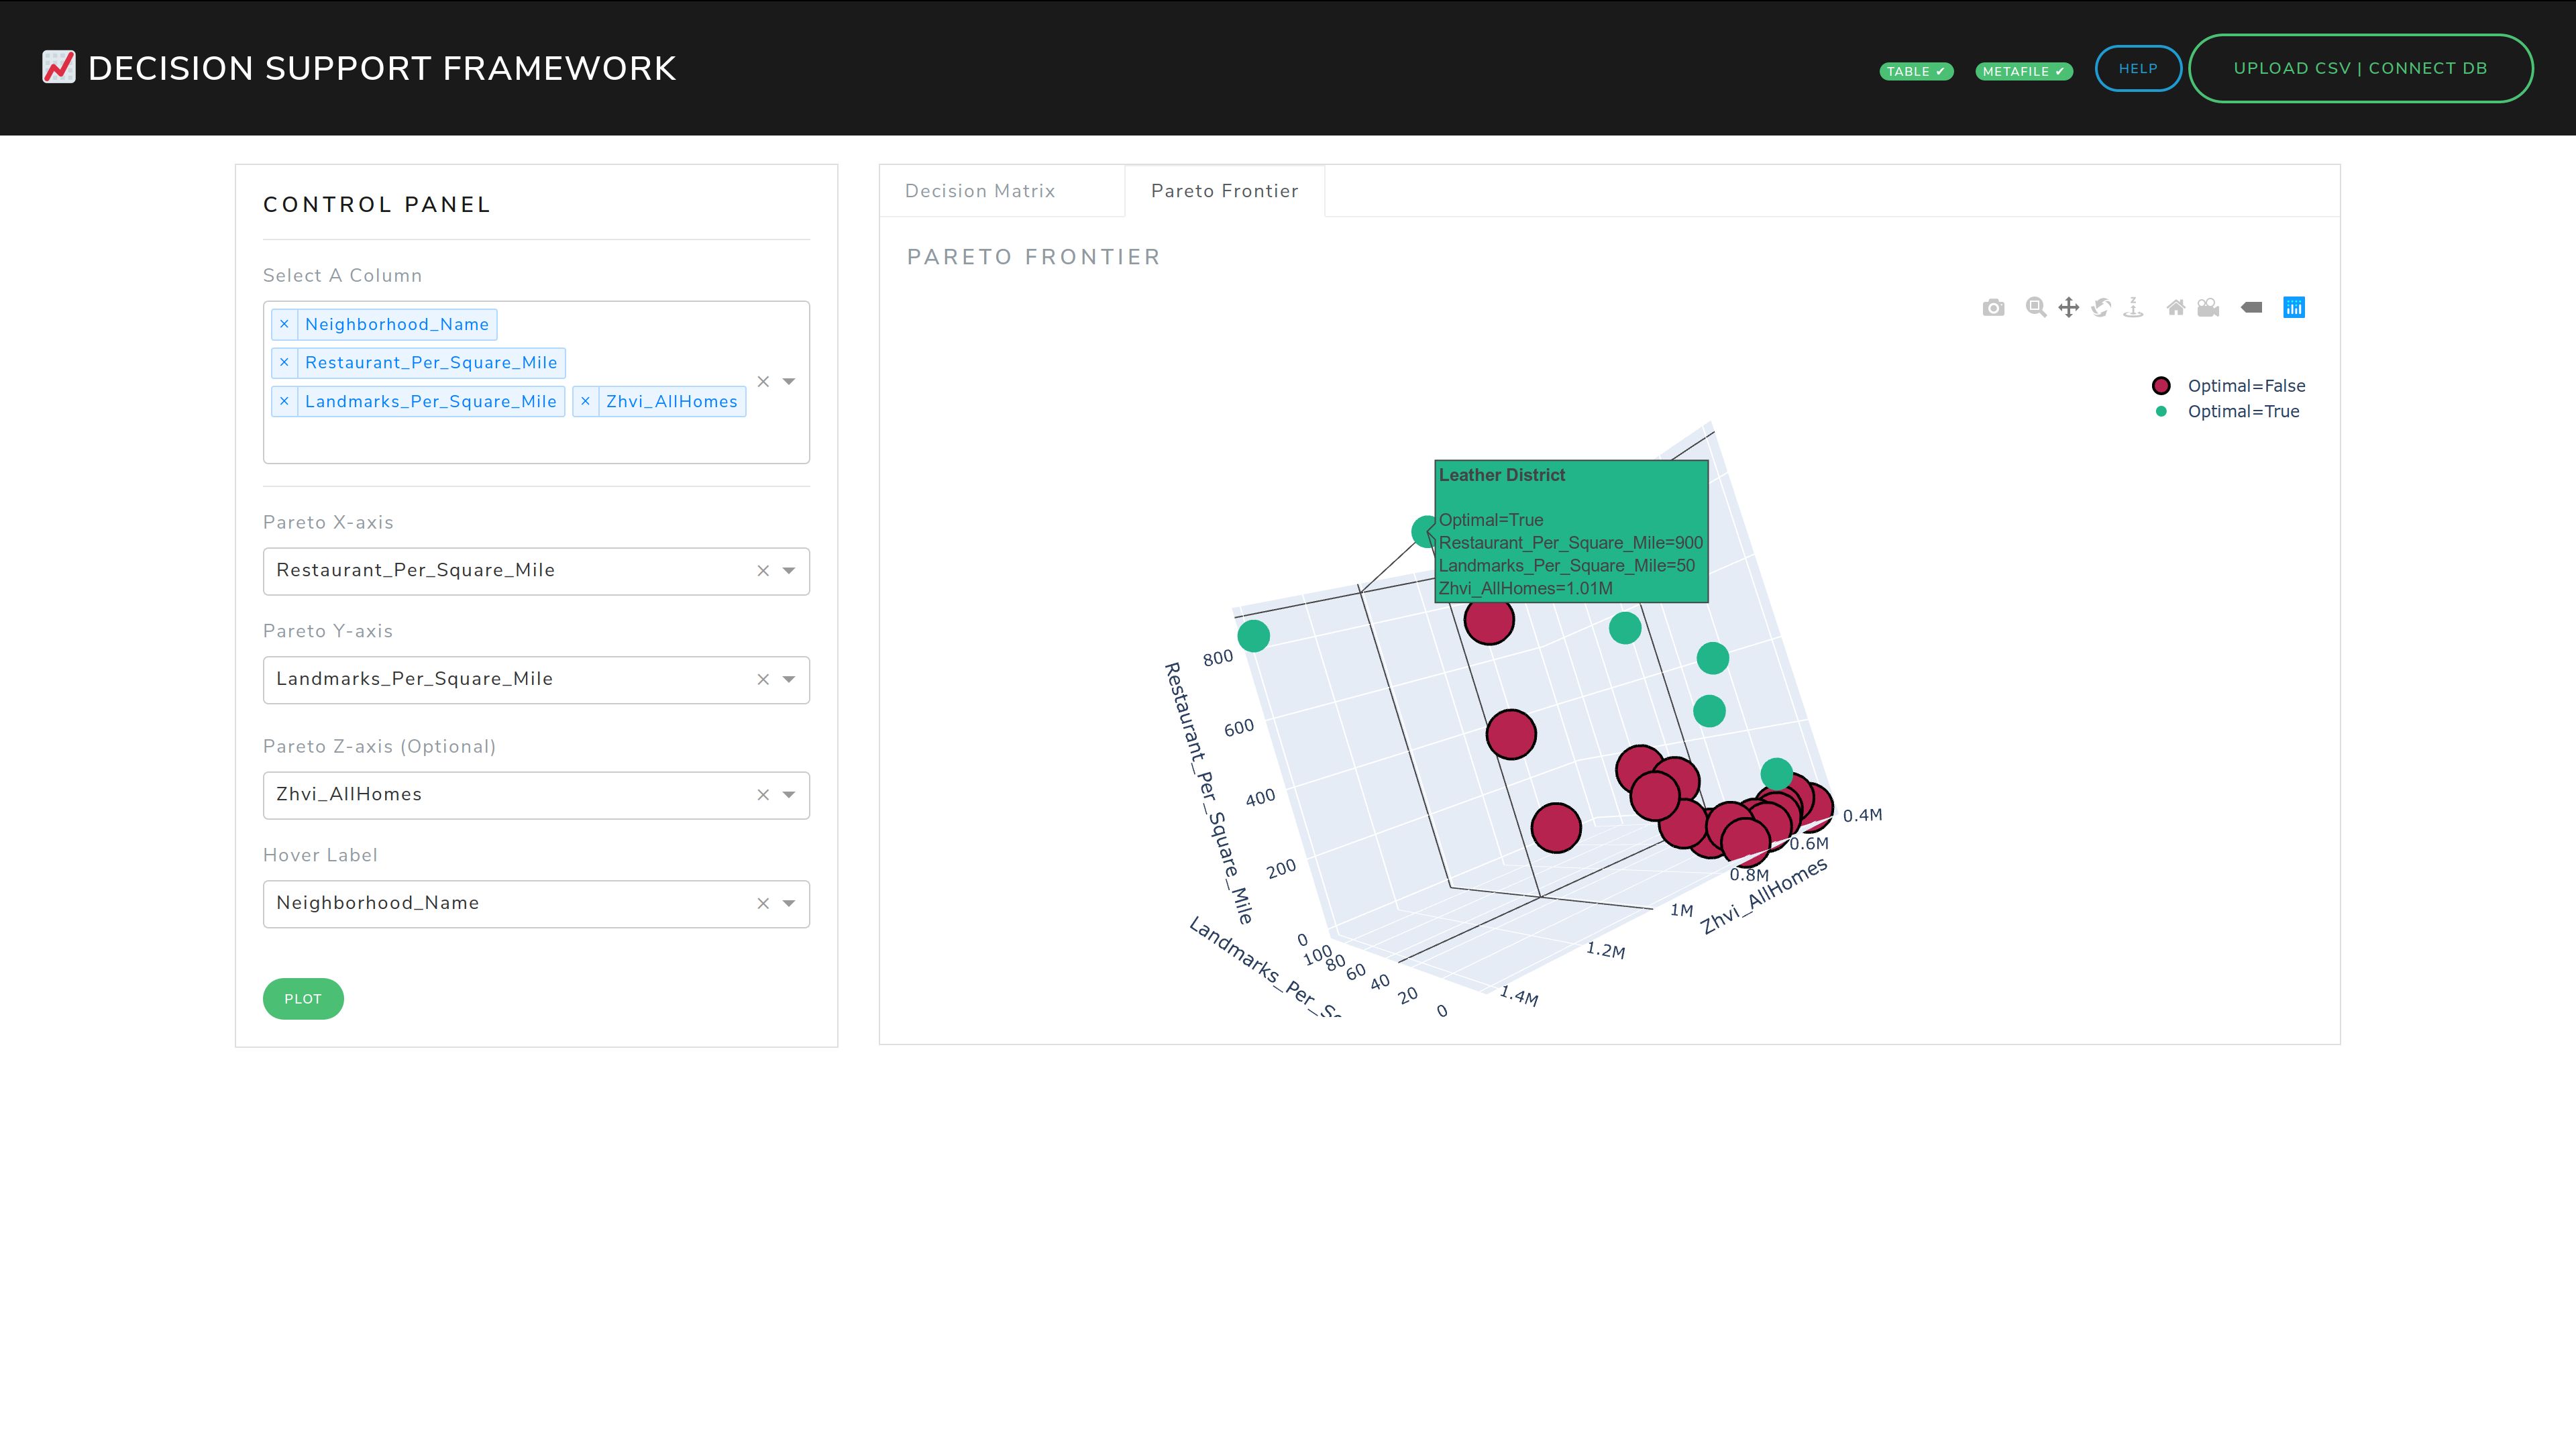 DECISION SUPPORT FRAMEWORK
TABLE ✔
METAFILE ✔
HELP
UPLOAD CSV | CONNECT DB
CONTROL PANEL
Select A Column
× Neighborhood_Name
× Restaurant_Per_Square_Mile
× Landmarks_Per_Square_Mile × Zhvi_AllHomes
Pareto X-axis
Restaurant_Per_Square_Mile
Pareto Y-axis
Landmarks_Per_Square_Mile
Pareto Z-axis (Optional)
Zhvi_AllHomes
Hover Label
Neighborhood_Name
PLOT
Decision Matrix
Pareto Frontier
PARETO FRONTIER
Optimal=False
Optimal=True
Leather District
Optimal=True
Restaurant_Per_Square_Mile=900
Landmarks_Per_Square_Mile=50
Zhvi_AllHomes=1.01M
800
600
400
200
0
Restaurant_Per_Square_Mile
100
80
60
40
20
0
Landmarks_Per_
0.4M
0.6M
0.8M
1M
1.2M
1.4M
Zhvi_AllHomes